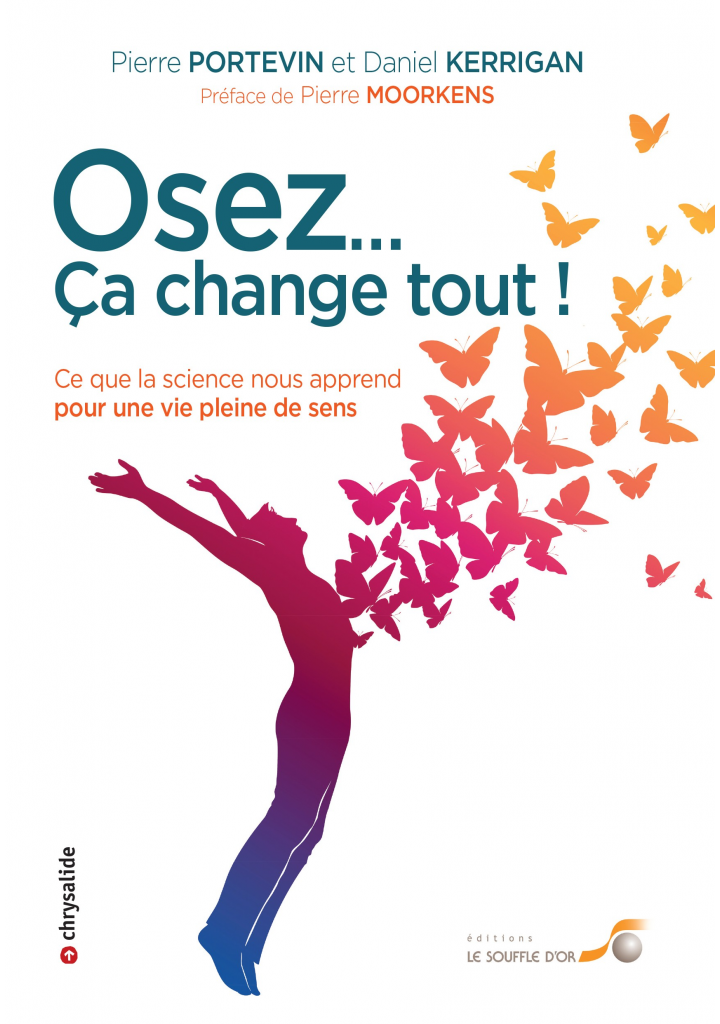 Pierre PORTEVIN et Daniel KERRIGAN
Préface de Pierre MOORKENS
Osez...
Ça change tout !
Ce que la science nous apprend
pour une vie pleine de sens
chrysalide
éditions
LE SOUFFLE D'OR